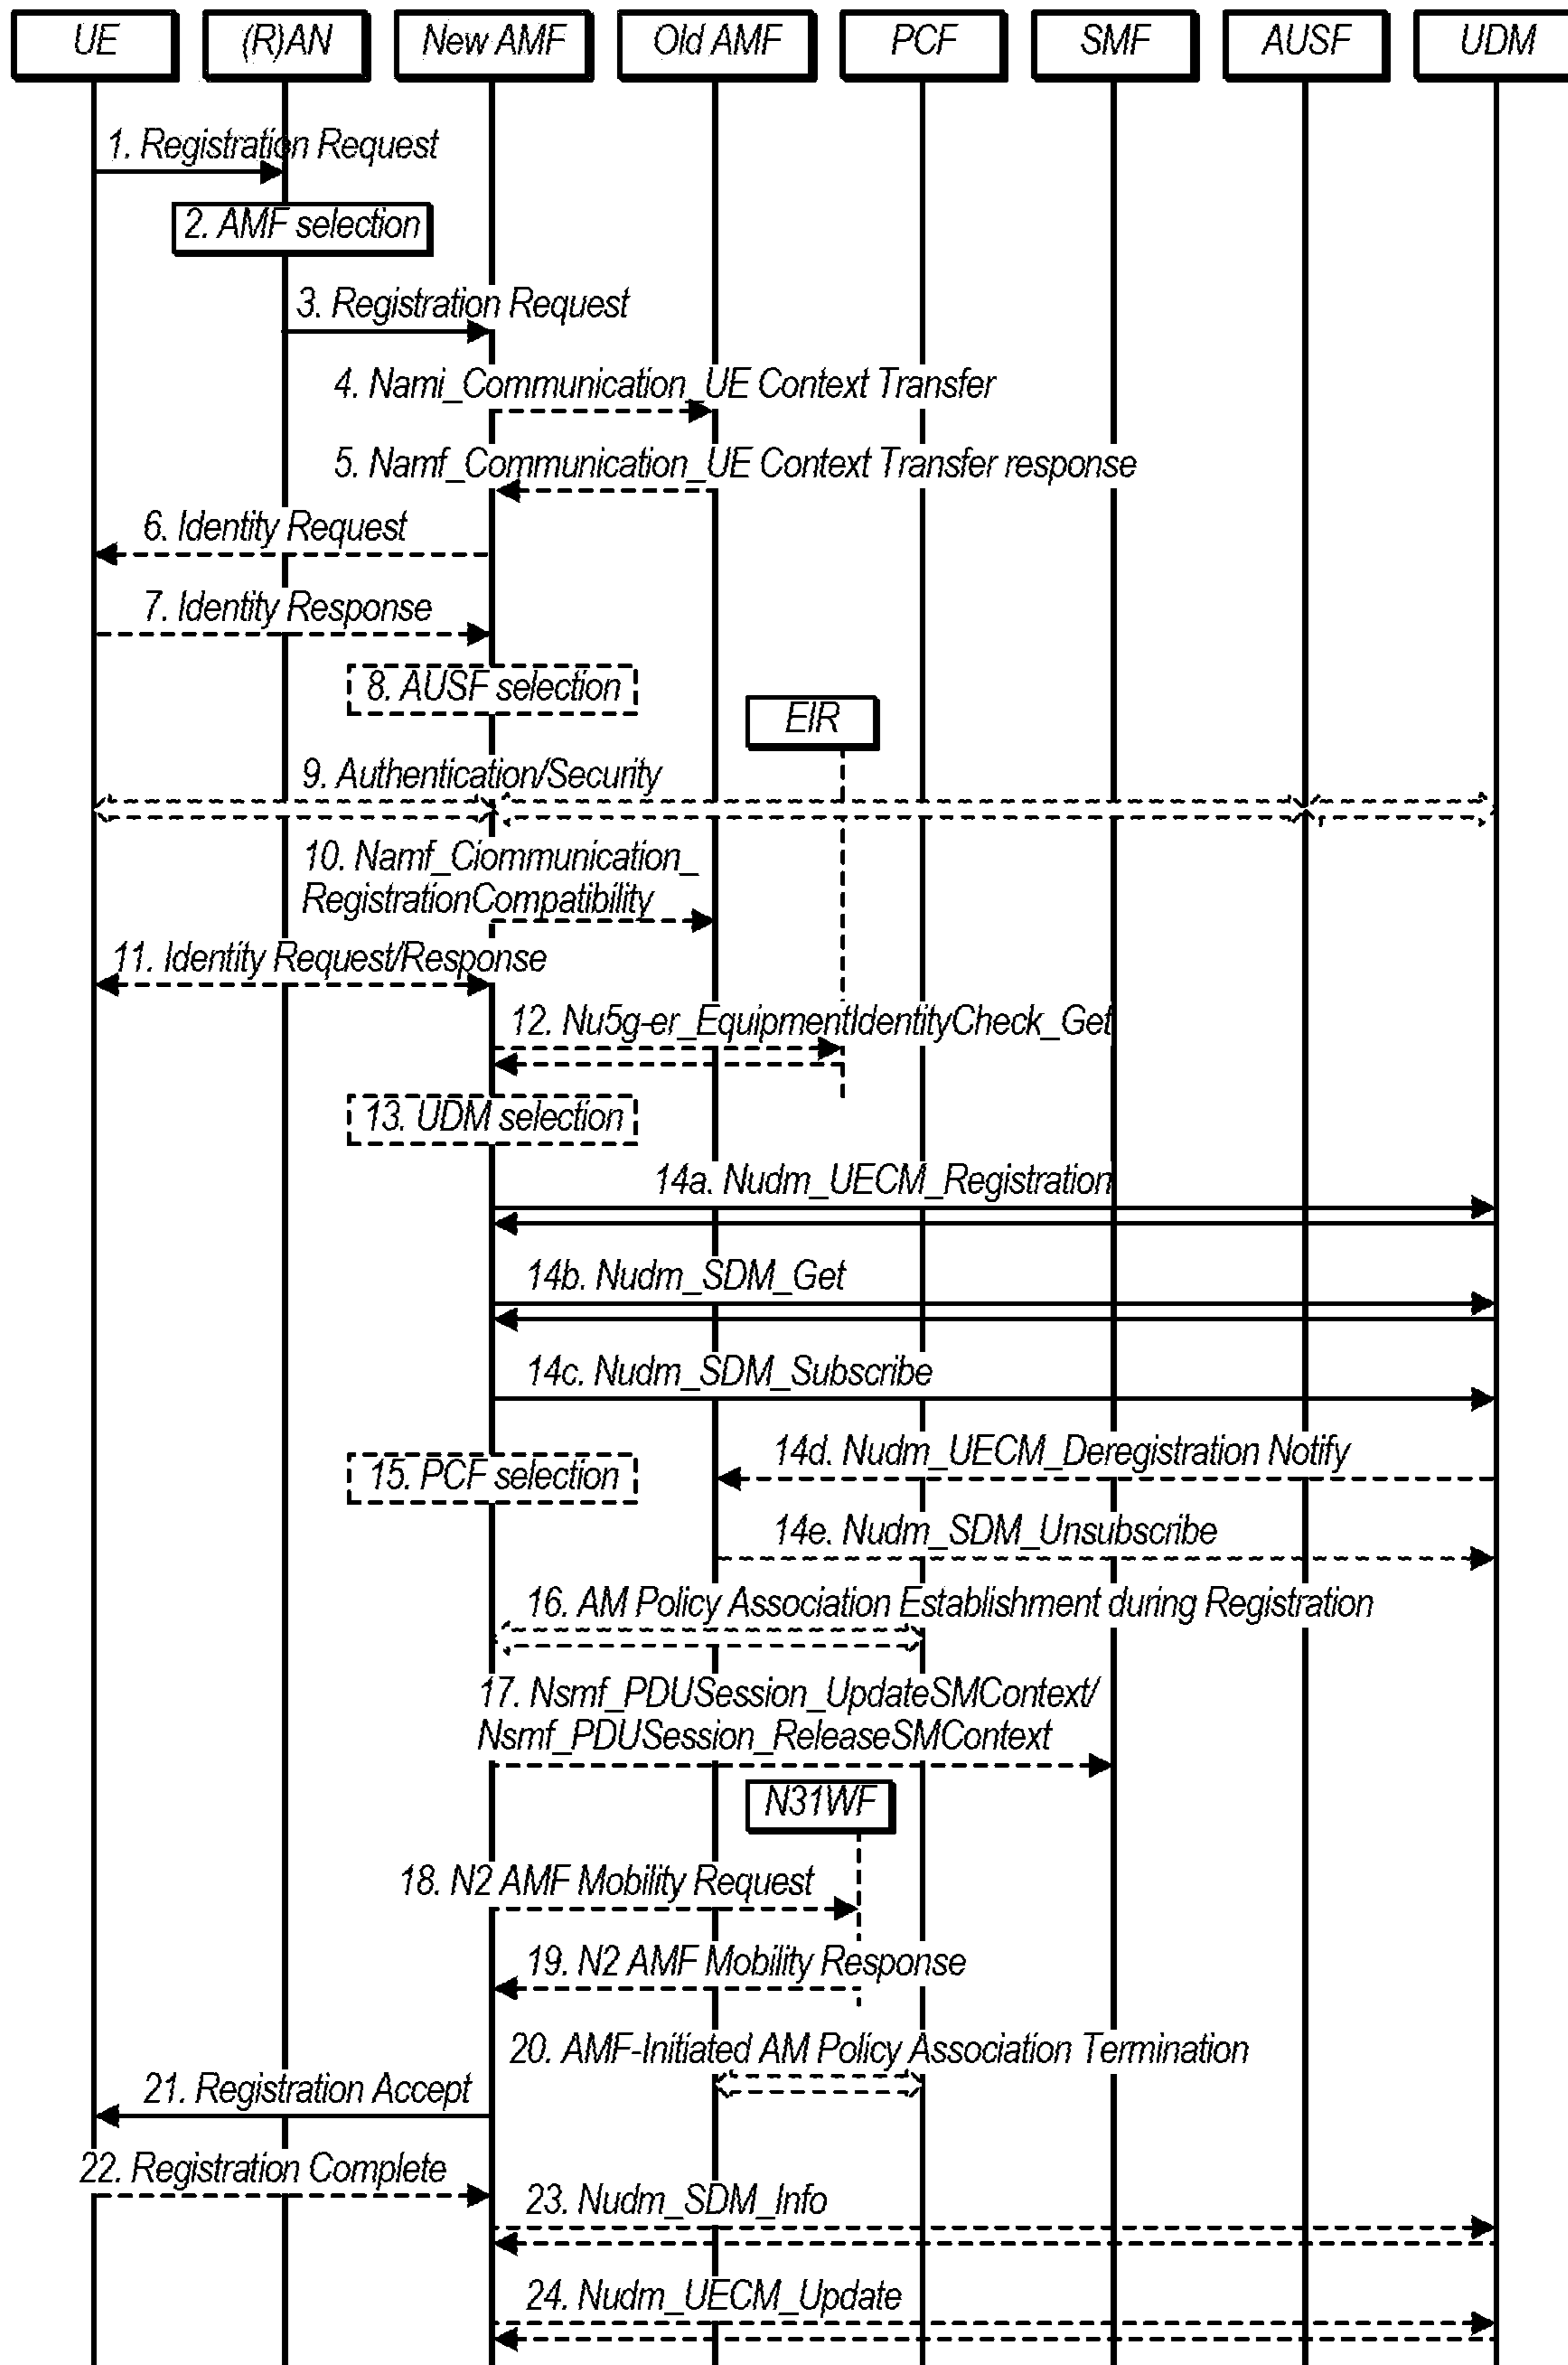 UE
(R)AN
New AMF
Old AMF
PCF
SMF
AUSF
UDM
1. Registration Request
2. AMF selection
3. Registration Request
4. Nami_Communication_UE Context Transfer
5. Namf_Communication_UE Context Transfer response
6. Identity Request
7. Identity Response
8. AUSF selection
EIR
9. Authentication/Security
10. Namf_Ciommunication_
RegistrationCompatibility
11. Identity Request/Response
12. Nu5g-er_EquipmentIdentityCheck_Get
13. UDM selection
14a. Nudm_UECM_Registration
14b. Nudm_SDM_Get
14c. Nudm_SDM_Subscribe
14d. Nudm_UECM_Deregistration Notify
15. PCF selection
14e. Nudm_SDM_Unsubscribe
16. AM Policy Association Establishment during Registration
17. Nsmf_PDUSession_UpdateSMContext/
Nsmf_PDUSession_ReleaseSMContext
N31WF
18. N2 AMF Mobility Request
19. N2 AMF Mobility Response
20. AMF-Initiated AM Policy Association Termination
21. Registration Accept
22. Registration Complete
23. Nudm_SDM_Info
24. Nudm_UECM_Update